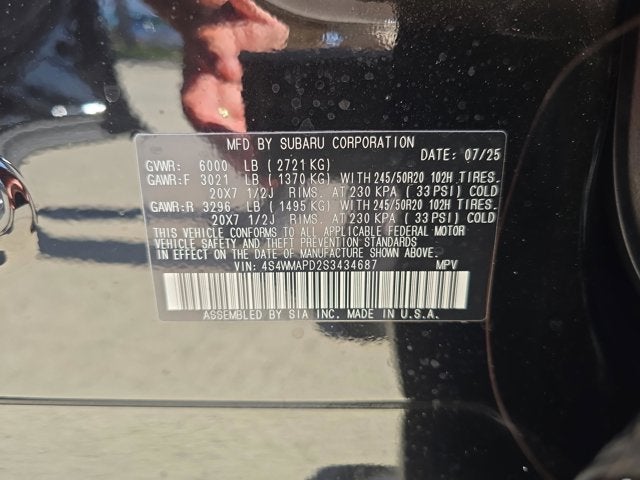 MFD BY SUBARU CORPORATION
GVWR: 6000 LB (2721 KG) DATE: 07/25
GAWR:F 3021 LB (1370 KG) WITH 245/50R20 102H TIRES.
20X7 1/2J RIMS. AT 230 KPA (33 PSI) COLD
GAWR:R 3296 LB (1495 KG) WITH 245/50R20 102H TIRES.
20X7 1/2J RIMS. AT 230 KPA (33 PSI) COLD
THIS VEHICLE CONFORMS TO ALL APPLICABLE FEDERAL MOTOR
VEHICLE SAFETY AND THEFT PREVENTION STANDARDS
IN EFFECT ON THE DATE OF MANUFACTURE SHOWN ABOVE.
VIN: 4S4WMAPD2S3434687 MPV
ASSEMBLED BY SIA INC. MADE IN U.S.A.